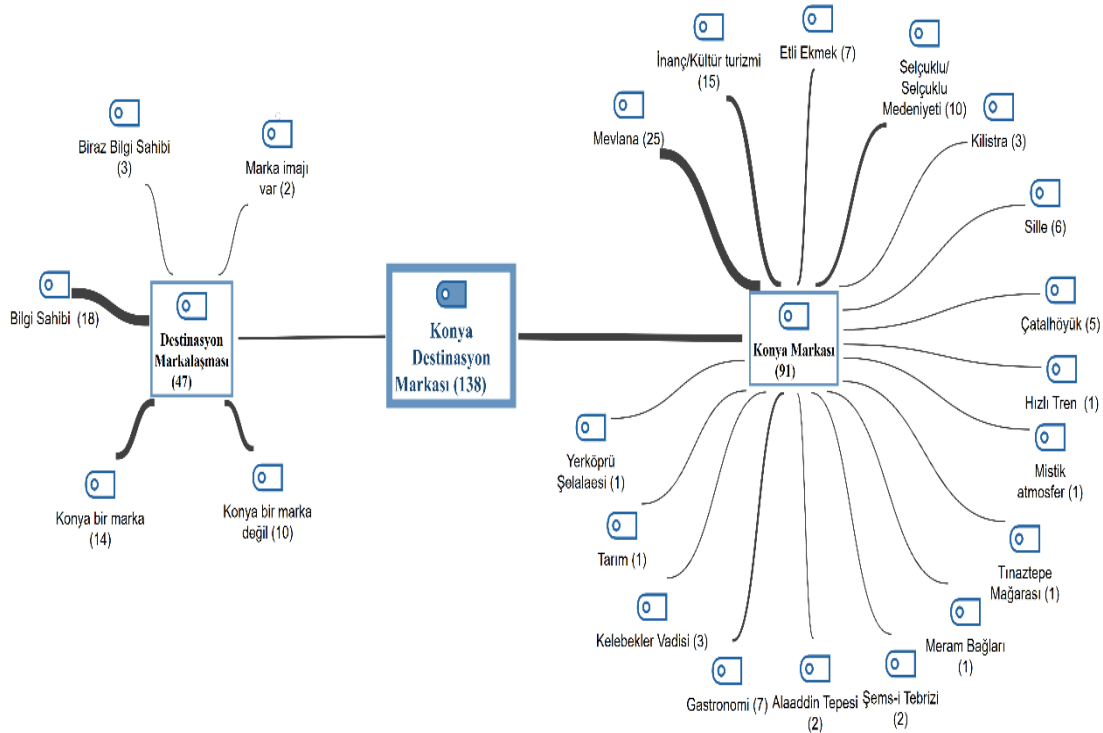 Biraz Bilgi Sahibi
(3)
Marka imajı
var (2)
Bilgi Sahibi (18)
Destinasyon
Markalaşması
(47)
Konya bir marka
(14)
Konya bir marka
değil (10)
Konya
Destinasyon
Markası (138)
Mevlana (25)
İnanç/Kültür turizmi
(15)
Etli Ekmek (7)
Selçuklu/
Selçuklu
Medeniyeti (10)
Kilistra (3)
Sille (6)
Çatalhöyük (5)
Hızlı Tren (1)
Mistik
atmosfer (1)
Tınaztepe
Mağarası (1)
Meram Bağları
(1)
Şems-i Tebrizi
(2)
Alaaddin Tepesi
(2)
Gastronomi (7)
Kelebekler Vadisi (3)
Tarım (1)
Yerköprü
Şelalaesi (1)
Konya Markası
(91)